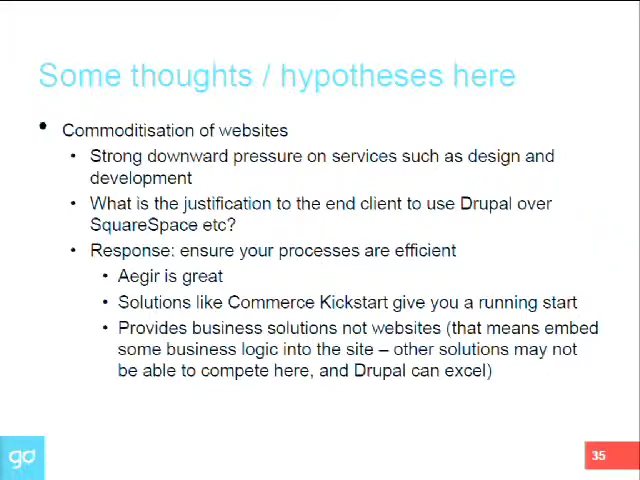 Some thoughts / hypotheses here
• Commoditisation of websites
• Strong downward pressure on services such as design and
development
• What is the justification to the end client to use Drupal over
SquareSpace etc?
• Response: ensure your processes are efficient
• Aegir is great
• Solutions like Commerce Kickstart give you a running start
• Provides business solutions not websites (that means embed
some business logic into the site – other solutions may not
be able to compete here, and Drupal can excel)
go
35